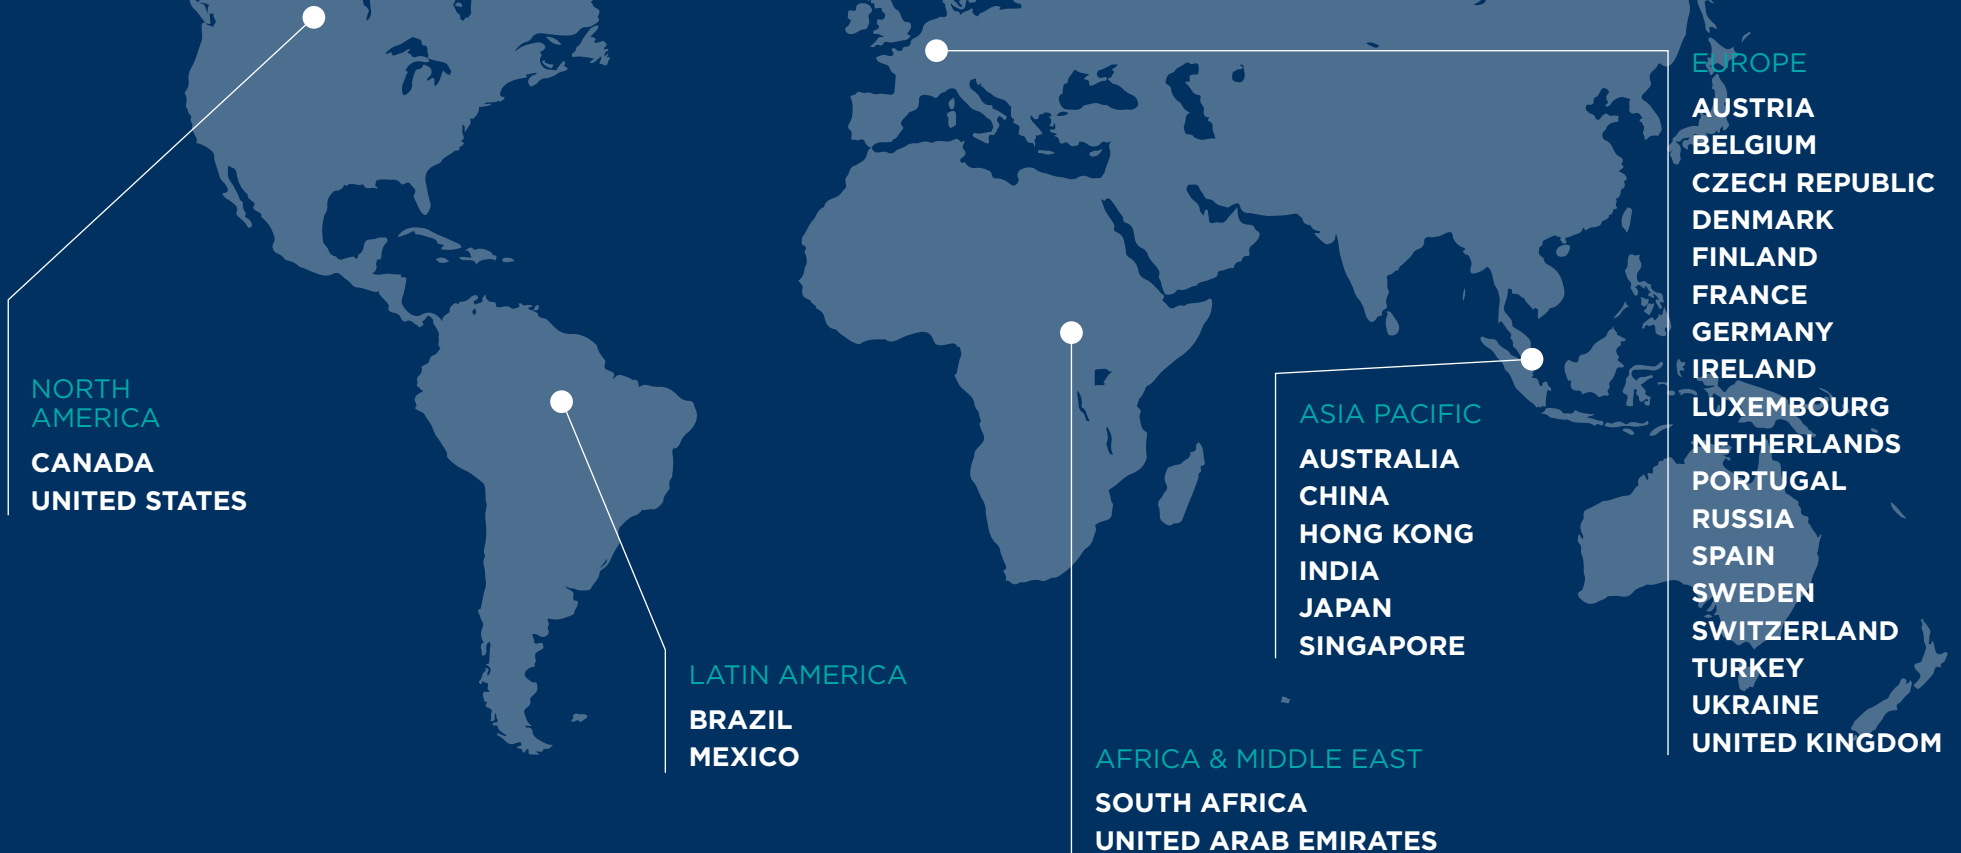 NORTH
AMERICA
CANADA
UNITED STATES
LATIN AMERICA
BRAZIL
MEXICO
AFRICA & MIDDLE EAST
SOUTH AFRICA
UNITED ARAB EMIRATES
ASIA PACIFIC
AUSTRALIA
CHINA
HONG KONG
INDIA
JAPAN
SINGAPORE
EUROPE
AUSTRIA
BELGIUM
CZECH REPUBLIC
DENMARK
FINLAND
FRANCE
GERMANY
IRELAND
LUXEMBOURG
NETHERLANDS
PORTUGAL
RUSSIA
SPAIN
SWEDEN
SWITZERLAND
TURKEY
UKRAINE
UNITED KINGDOM